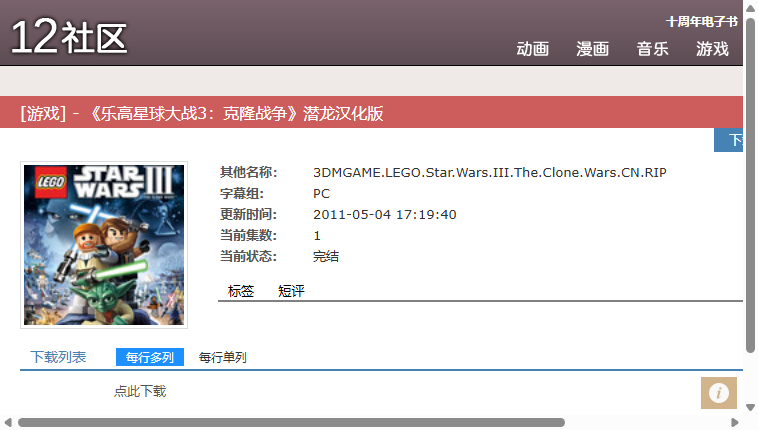 12社区
十周年电子书
动画 漫画 音乐 游戏
[游戏] - 《乐高星球大战3：克隆战争》潜龙汉化版
下
LEGO STAR WARS III
其他名称： 3DMGAME.LEGO.Star.Wars.III.The.Clone.Wars.CN.RIP
字幕组： PC
更新时间： 2011-05-04 17:19:40
当前集数： 1
当前状态： 完结
标签 短评
下载列表 每行多列 每行单列
点此下载
i